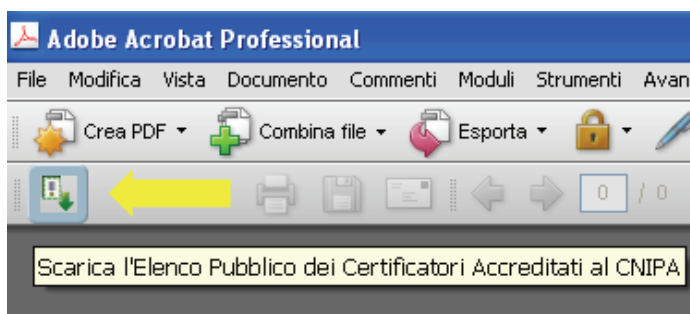 Adobe Acrobat Professional
File Modifica Vista Documento Commenti Moduli Strumenti Avan
Crea PDF Combina file Esporta
0 / 0
Scarica l'Elenco Pubblico dei Certificatori Accreditati al CNIPA